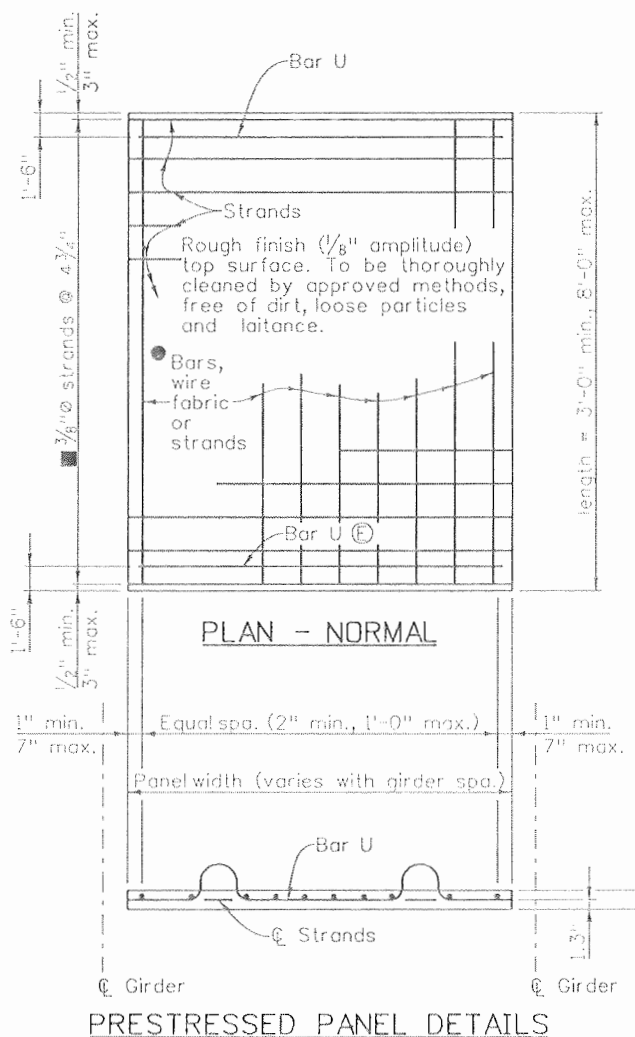 1/2" min.
3" max.
Bar U
1'-6"
Strands
Rough finish (1/8" amplitude)
top surface. To be thoroughly
cleaned by approved methods,
free of dirt, loose particles
and laitance.
■ 3/8"Ø strands @ 4 3/4"
● Bars,
wire
fabric
or
strands
length = 3'-0" min., 8'-0" max.
Bar U Ⓔ
1'-6"
1/2" min.
3" max.
PLAN - NORMAL
1" min.
7" max.
Equal spa. (2" min., 1'-0" max.)
1" min.
7" max.
Panel width (varies with girder spa.)
Bar U
℄ Strands
1.3"
℄ Girder
℄ Girder
PRESTRESSED PANEL DETAILS